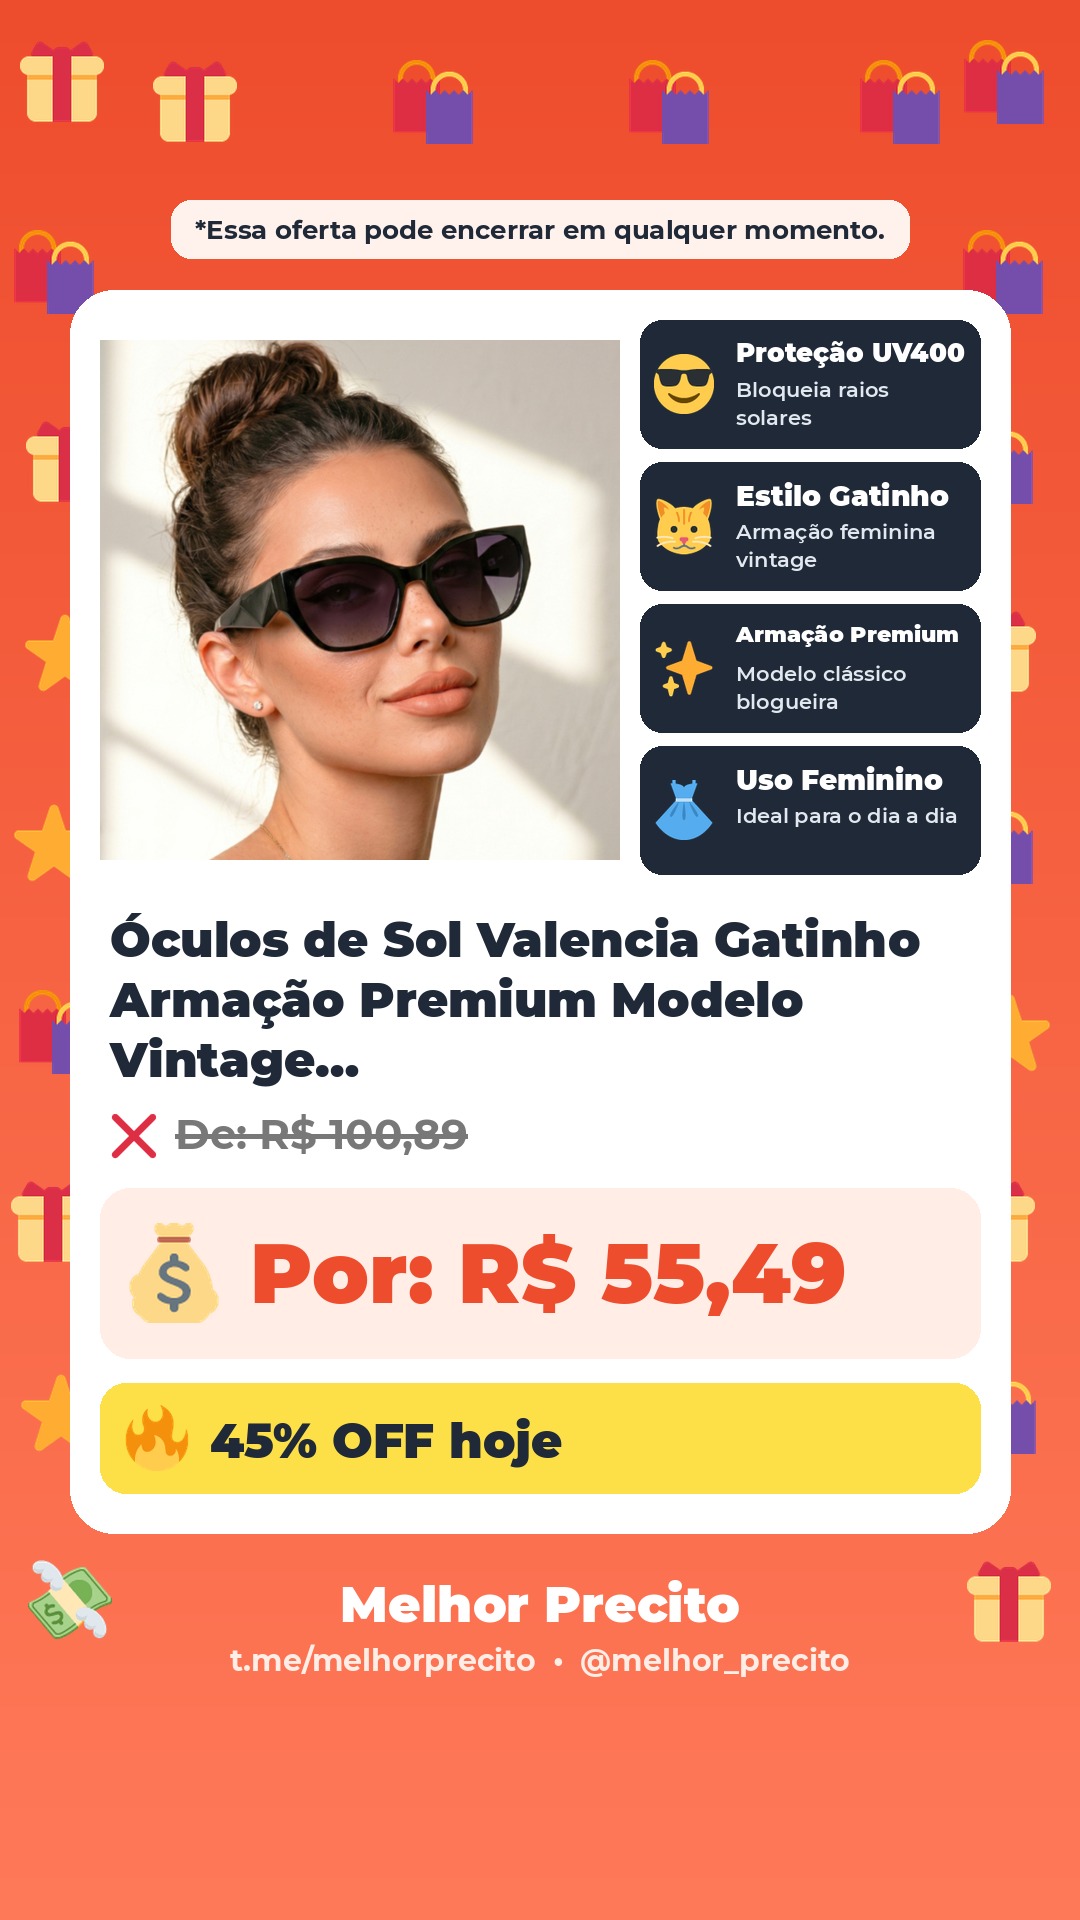 *Essa oferta pode encerrar em qualquer momento.
Proteção UV400
Bloqueia raios
solares
Estilo Gatinho
Armação feminina
vintage
Armação Premium
Modelo clássico
blogueira
Uso Feminino
Ideal para o dia a dia
Óculos de Sol Valencia Gatinho
Armação Premium Modelo
Vintage...
De: R$ 100,89
Por: R$ 55,49
45% OFF hoje
Melhor Precito
t.me/melhorprecito • @melhor_precito